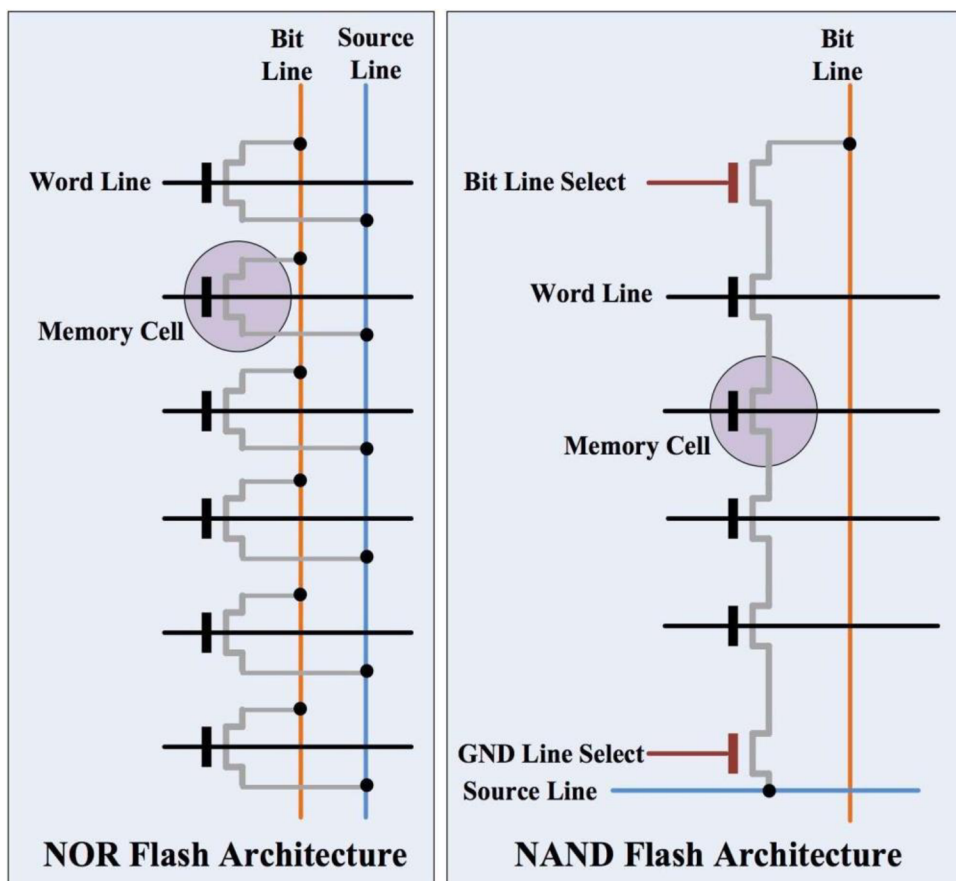 Bit
Line
Source
Line
Word Line
Memory Cell
NOR Flash Architecture
Bit
Line
Bit Line Select
Word Line
Memory Cell
GND Line Select
Source Line
NAND Flash Architecture